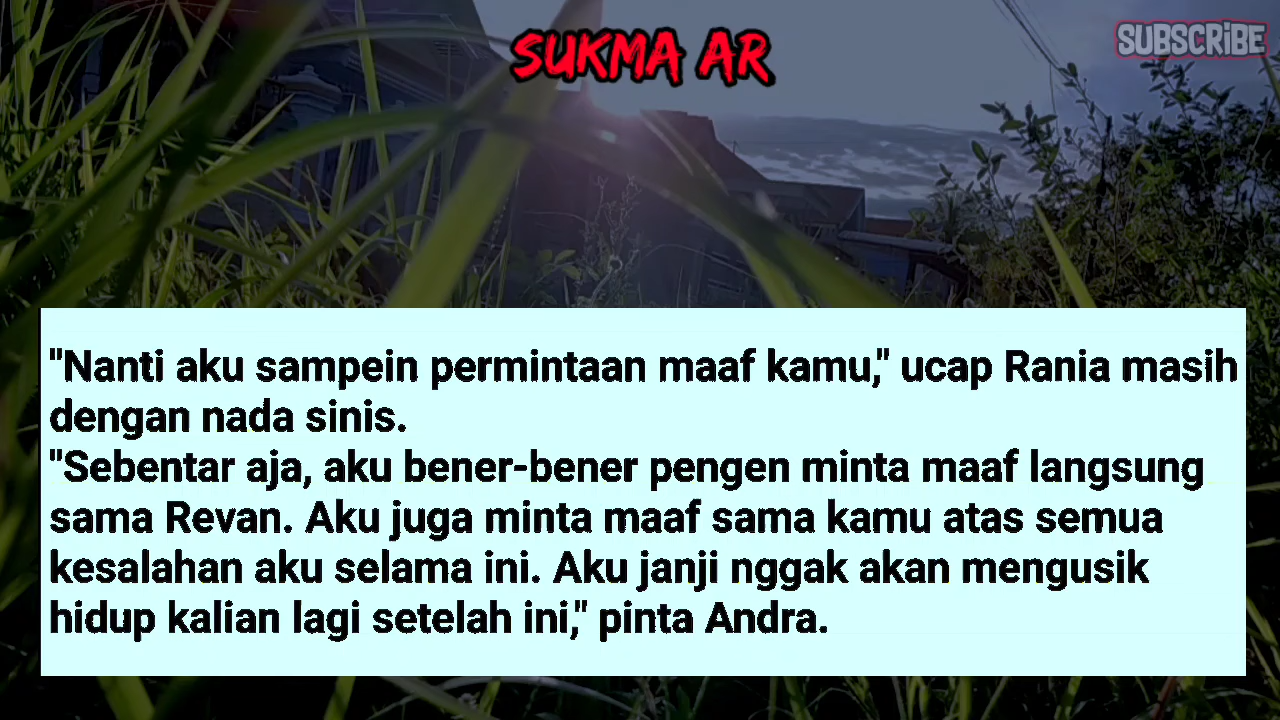 SUKMA AR
SUBSCRiBE
"Nanti aku sampein permintaan maaf kamu," ucap Rania masih
dengan nada sinis.
"Sebentar aja, aku bener-bener pengen minta maaf langsung
sama Revan. Aku juga minta maaf sama kamu atas semua
kesalahan aku selama ini. Aku janji nggak akan mengusik
hidup kalian lagi setelah ini," pinta Andra.